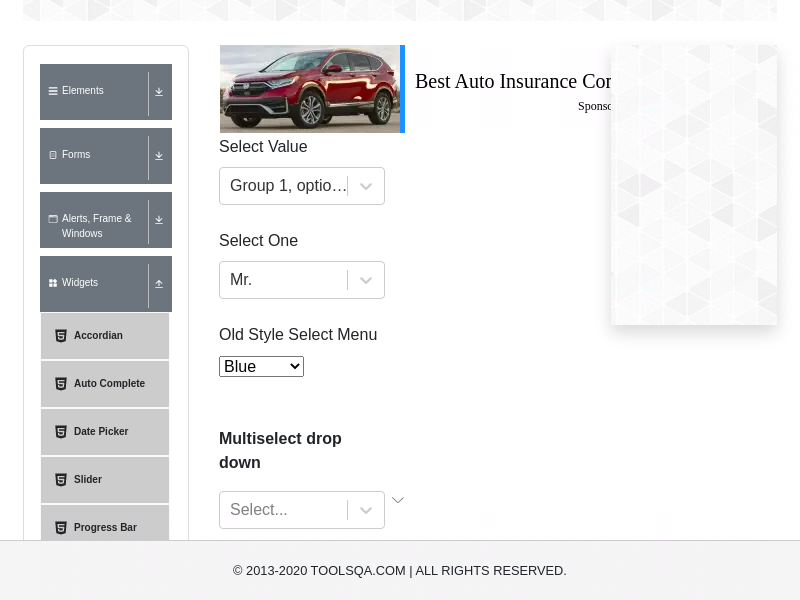 Elements
Forms
Alerts, Frame &
Windows
Widgets
Accordian
Auto Complete
Date Picker
Slider
Progress Bar
Best Auto Insurance
Select Value
Group 1, optio...
Select One
Mr.
Old Style Select Menu
Blue
Multiselect drop
down
Select...
© 2013-2020 TOOLSQA.COM | ALL RIGHTS RESERVED.